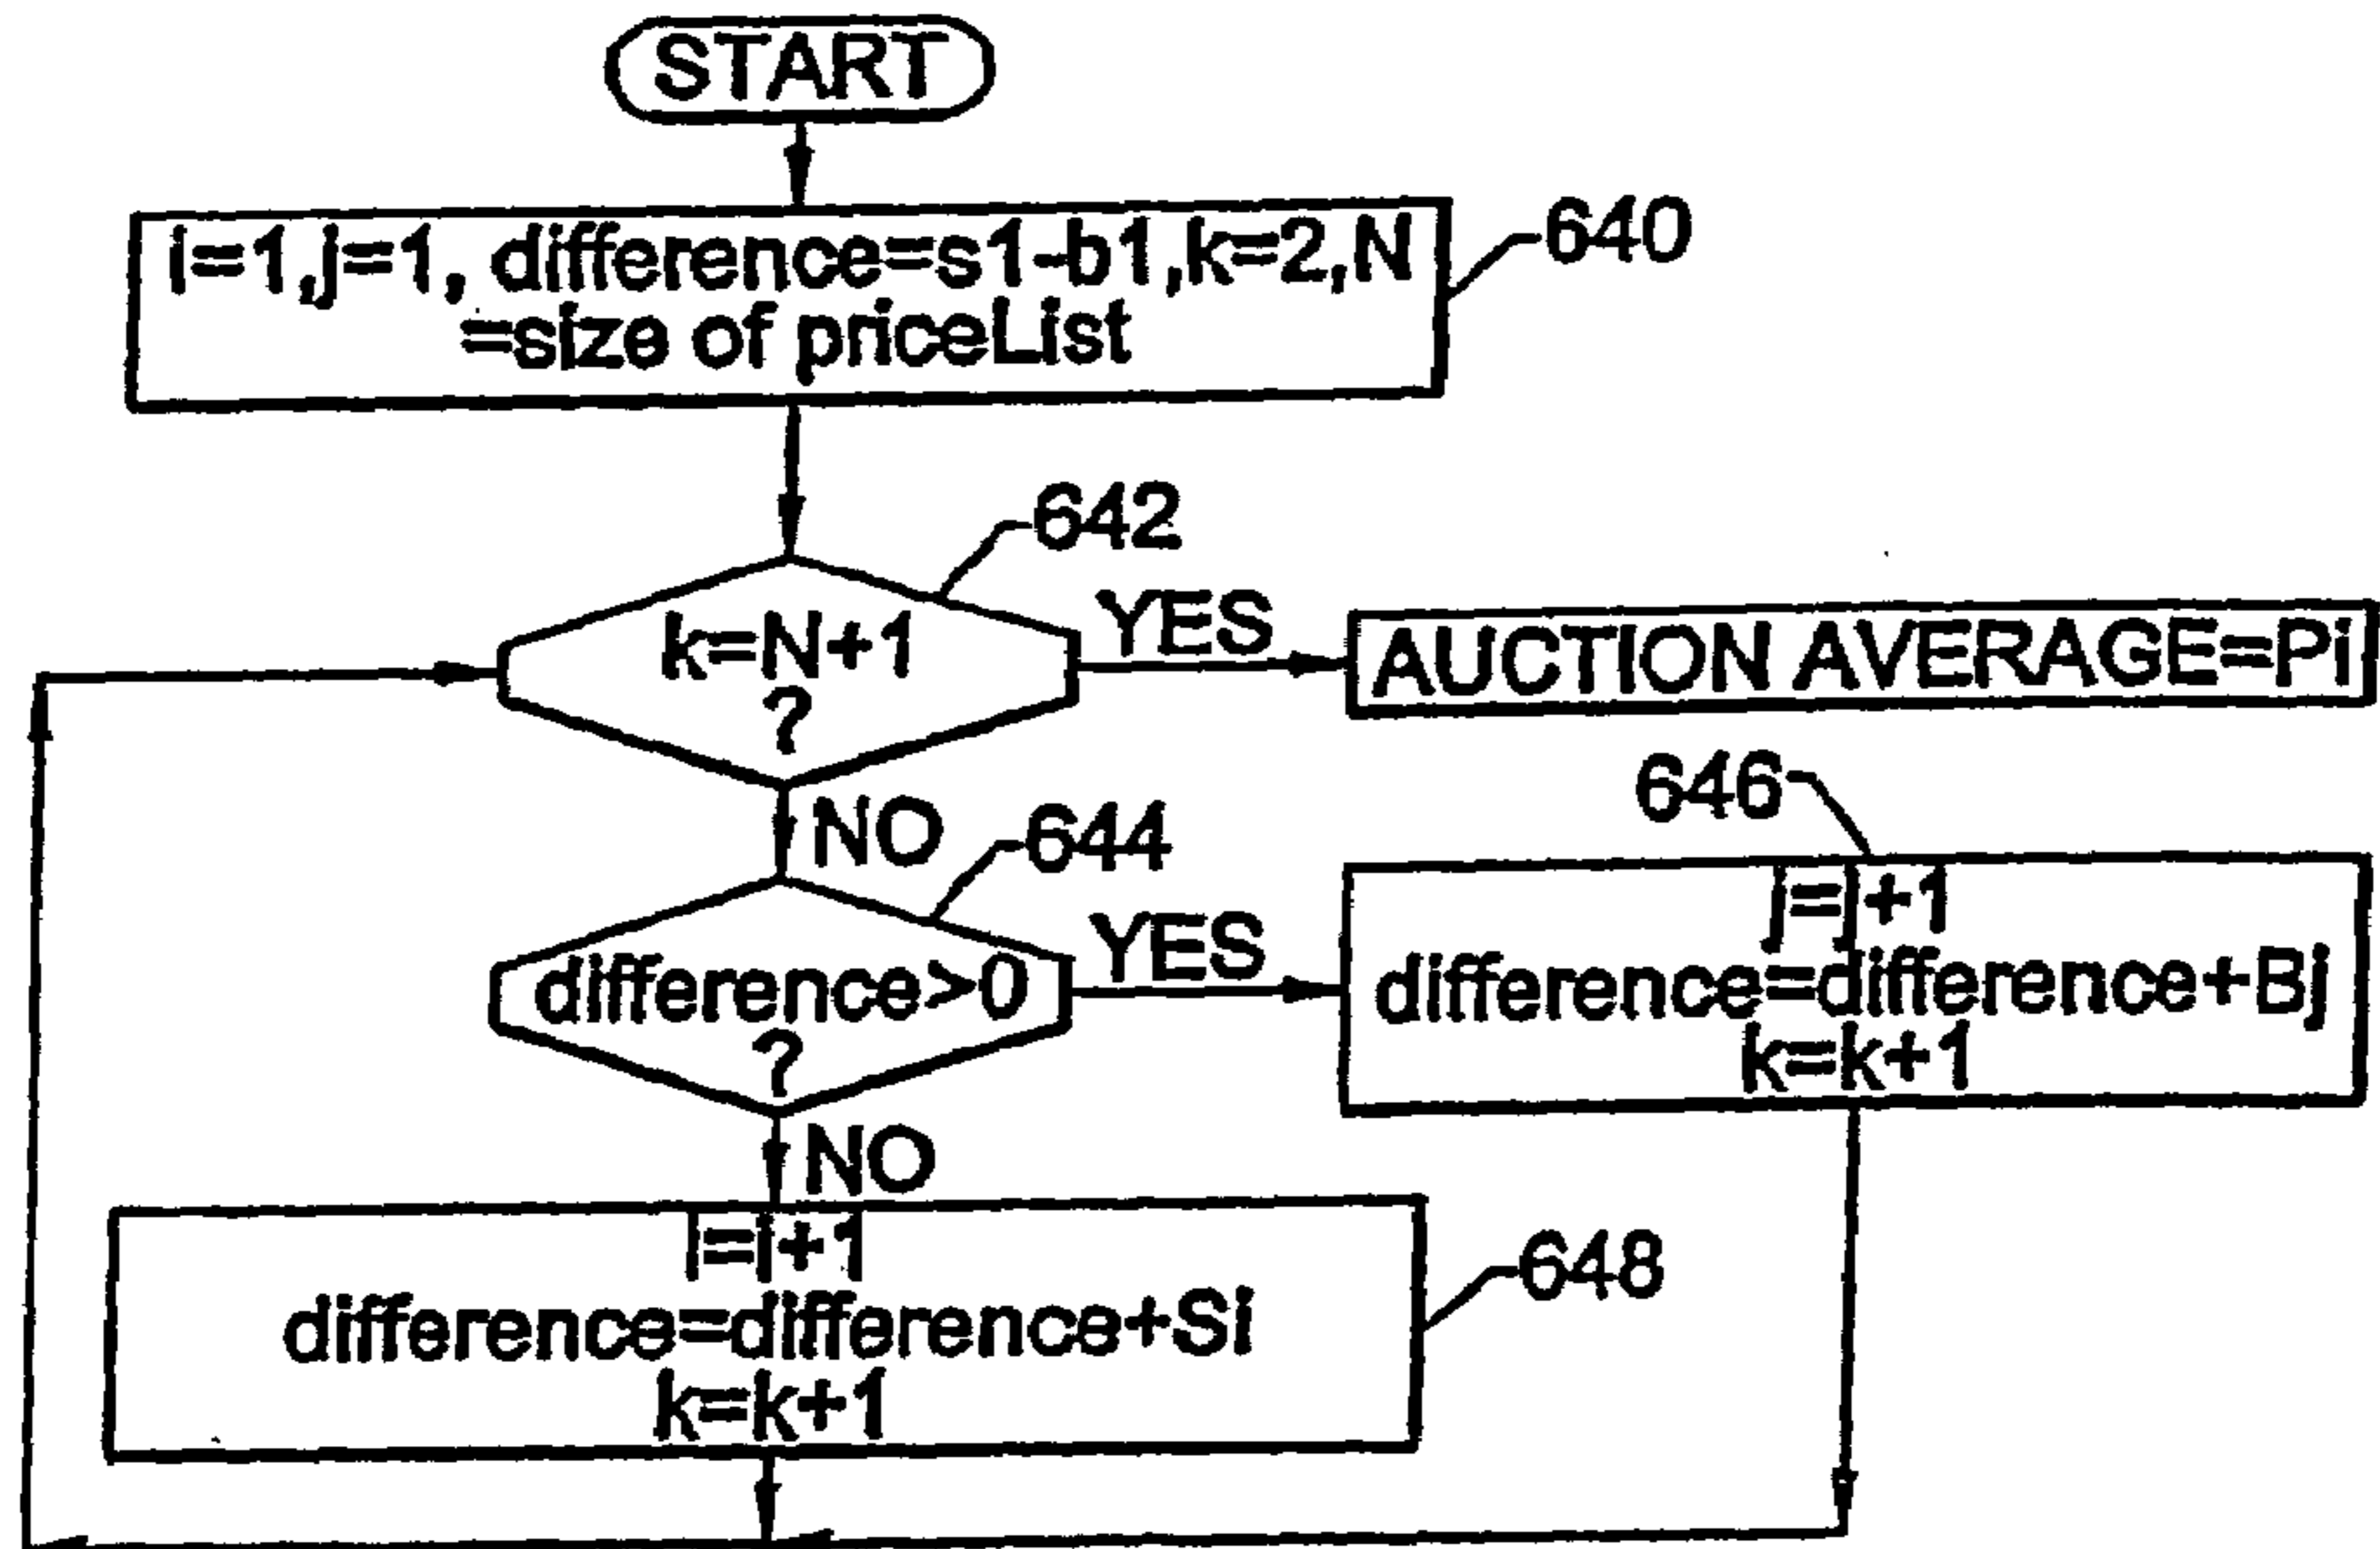 START
i=1,j=1, difference=s1-b1,k=2,N
=size of priceList
640
642
k=N+1
?
YES
AUCTION AVERAGE=Pi
NO
644
646
difference>0
?
YES
j=j+1
difference=difference+Bj
k=k+1
NO
i=i+1
difference=difference+Si
k=k+1
648